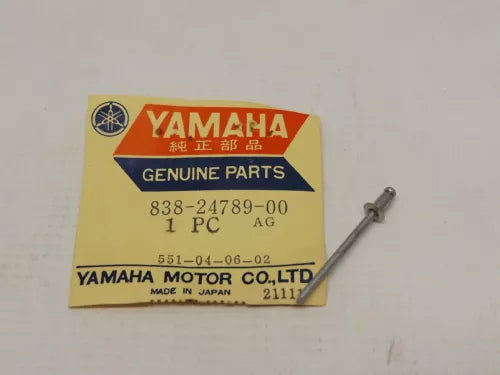 YAMAHA
純正部品
GENUINE PARTS
838-24789-00
1 PC AG
551-04-06-02
YAMAHA MOTOR CO., LTD
MADE IN JAPAN 21111